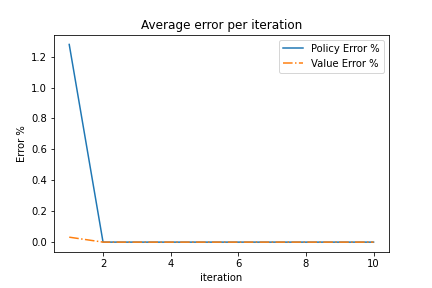 Average error per iteration
Policy Error %
Value Error %
Error %
1.2
1.0
0.8
0.6
0.4
0.2
0.0
2 4 6 8 10
iteration